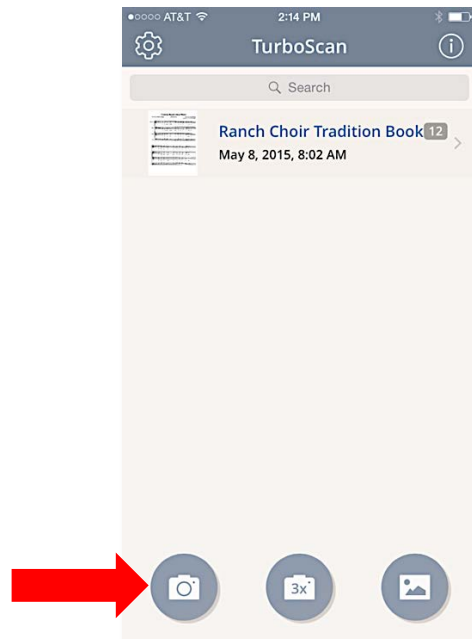 AT&T 2:14 PM
TurboScan
Search
Ranch Choir Tradition Book 12
May 8, 2015, 8:02 AM
3x